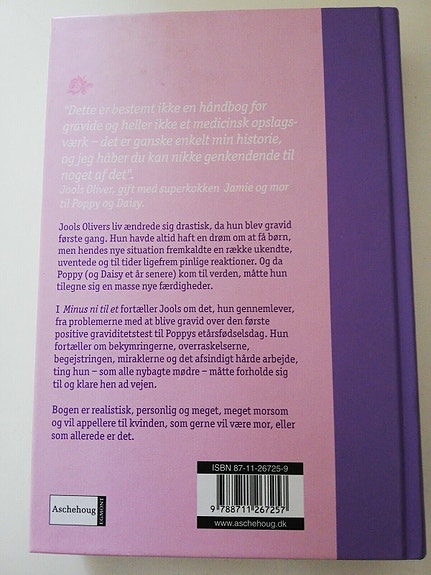 "Dette er bestemt ikke en håndbog for
gravide og heller ikke et medicinsk opslags-
værk – det er ganske enkelt min historie,
og jeg håber du kan nikke genkendende til
noget af det".
Jools Oliver, gift med superkokken Jamie og mor
til Poppy og Daisy.
Jools Olivers liv ændrede sig drastisk, da hun blev gravid
første gang. Hun havde altid haft en drøm om at få børn,
men hendes nye situation fremkaldte en række ukendte,
uventede og til tider ligefrem pinlige reaktioner. Og da
Poppy (og Daisy et år senere) kom til verden, måtte hun
tilegne sig en masse nye færdigheder.
I Minus ni til et fortæller Jools om det, hun gennemlever,
fra problemerne med at blive gravid over den første
positive graviditetstest til Poppys etårsfødselsdag. Hun
fortæller om bekymringerne, overraskelserne,
begejstringen, miraklerne og det afsindigt hårde arbejde,
ting hun – som alle nybagte mødre – måtte forholde sig
til og klare hen ad vejen.
Bogen er realistisk, personlig og meget, meget morsom
og vil appellere til kvinden, som gerne vil være mor, eller
som allerede er det.
ISBN 87-11-26725-9
9 788711 267257
www.aschehoug.dk
Aschehoug
EGMONT